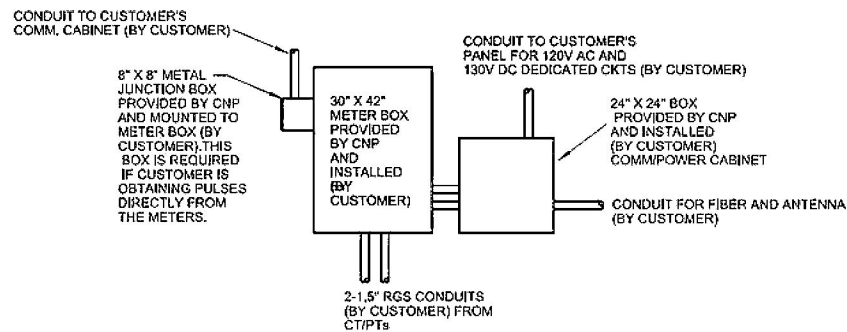 CONDUIT TO CUSTOMER'S
COMM. CABINET (BY CUSTOMER)
8" X 8" METAL
JUNCTION BOX
PROVIDED BY CNP
AND MOUNTED TO
METER BOX (BY
CUSTOMER).THIS
BOX IS REQUIRED
IF CUSTOMER IS
OBTAINING PULSES
DIRECTLY FROM
THE METERS.
30" X 42"
METER BOX
PROVIDED
BY CNP
AND
INSTALLED
(BY
CUSTOMER)
CONDUIT TO CUSTOMER'S
PANEL FOR 120V AC AND
130V DC DEDICATED CKTS (BY CUSTOMER)
24" X 24" BOX
PROVIDED BY CNP
AND INSTALLED
(BY CUSTOMER)
COMM/POWER CABINET
CONDUIT FOR FIBER AND ANTENNA
(BY CUSTOMER)
2-1.5" RGS CONDUITS
(BY CUSTOMER) FROM
CT/PTs